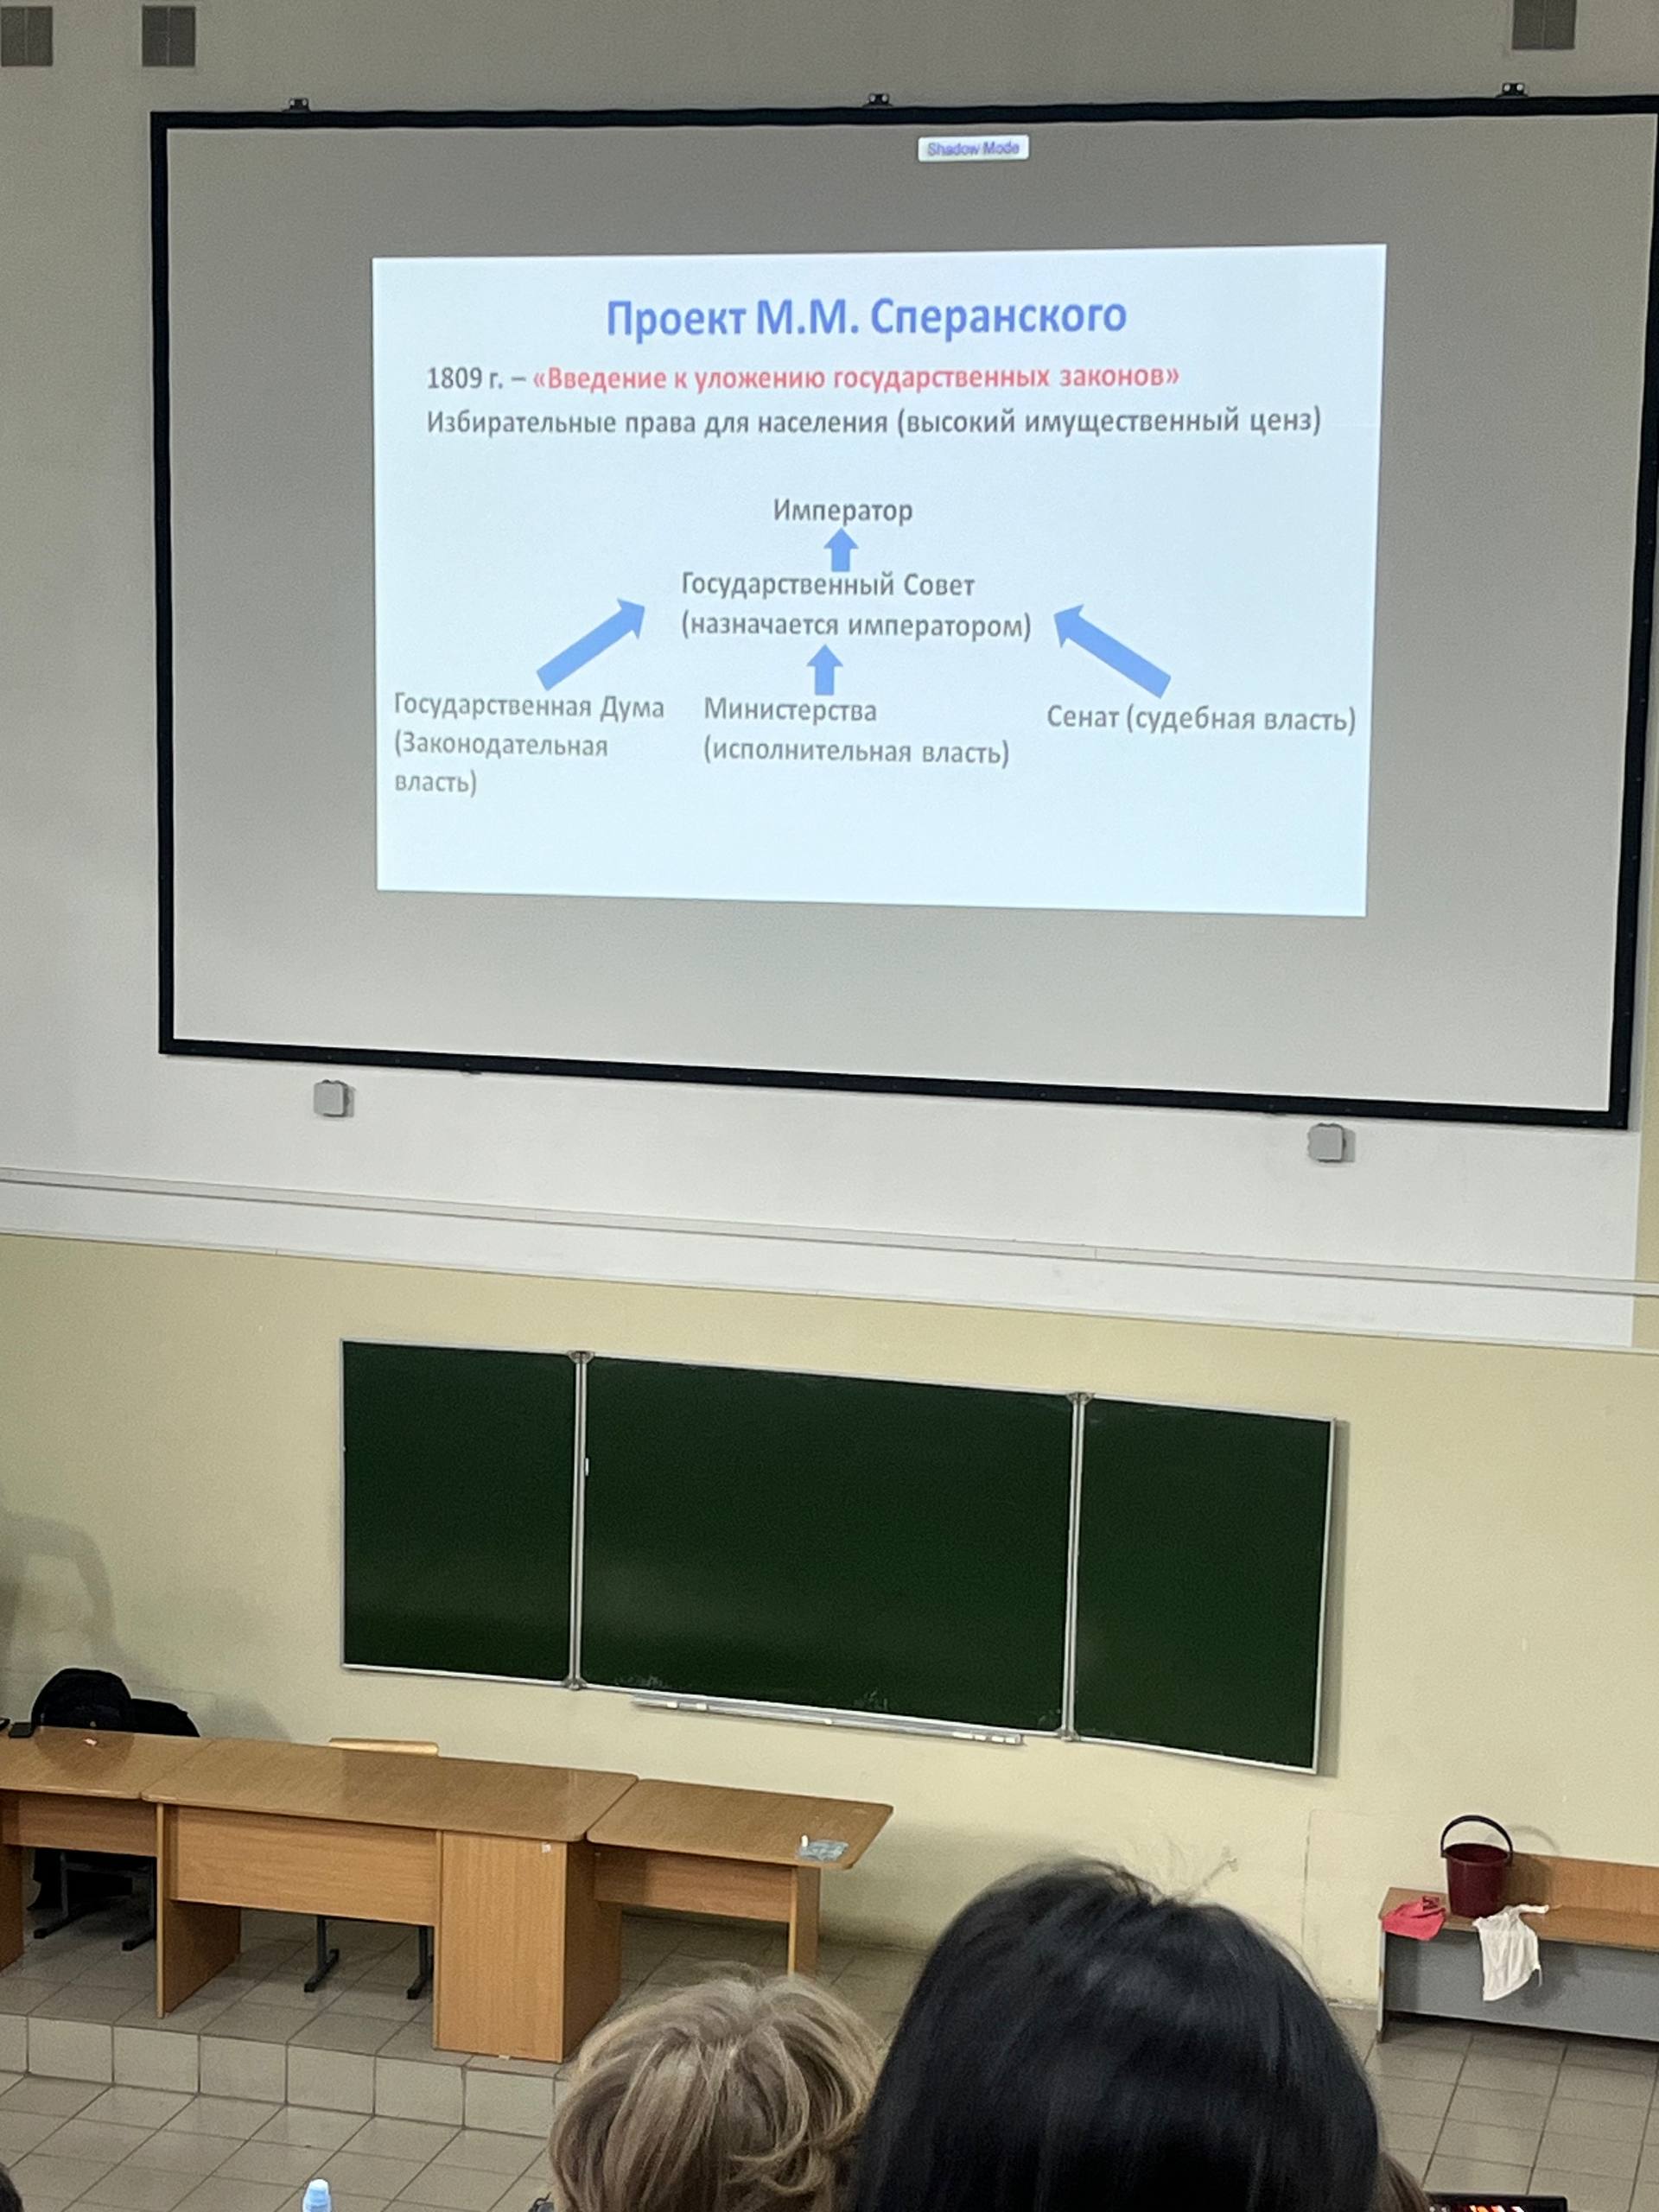 Shadow Mode
Проект М.М. Сперанского
1809 г. – «Введение к уложению государственных законов»
Избирательные права для населения (высокий имущественный ценз)
Император
Государственный Совет
(назначается императором)
Государственная Дума
(Законодательная
власть)
Министерства
(исполнительная власть)
Сенат (судебная власть)